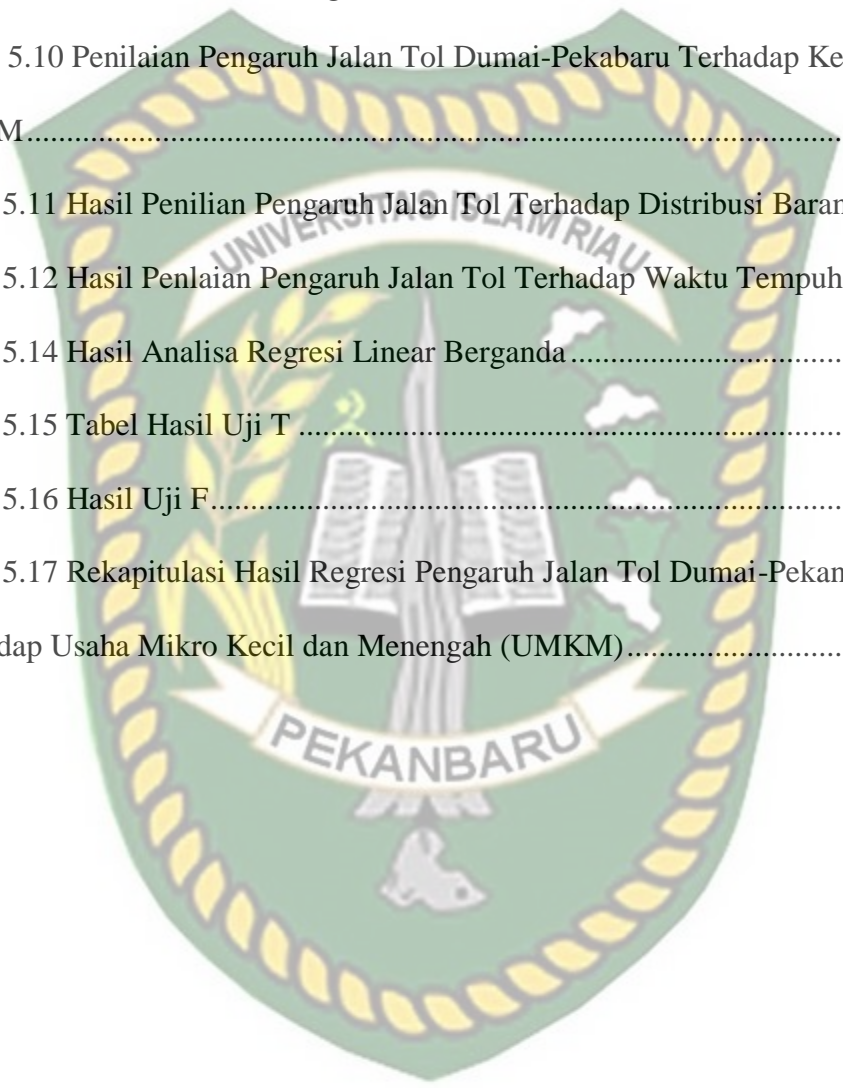 5.10 Penilaian Pengaruh Jalan Tol Dumai-Pekabaru Terhadap Ke
M
5.11 Hasil Penilian Pengaruh Jalan Tol Terhadap Distribusi Baran
UNIVERSITAS ISLAM RIAU
5.12 Hasil Penlaian Pengaruh Jalan Tol Terhadap Waktu Tempuh
5.14 Hasil Analisa Regresi Linear Berganda
5.15 Tabel Hasil Uji T
5.16 Hasil Uji F
5.17 Rekapitulasi Hasil Regresi Pengaruh Jalan Tol Dumai-Pekan
dap Usaha Mikro Kecil dan Menengah (UMKM)
PEKANBARU